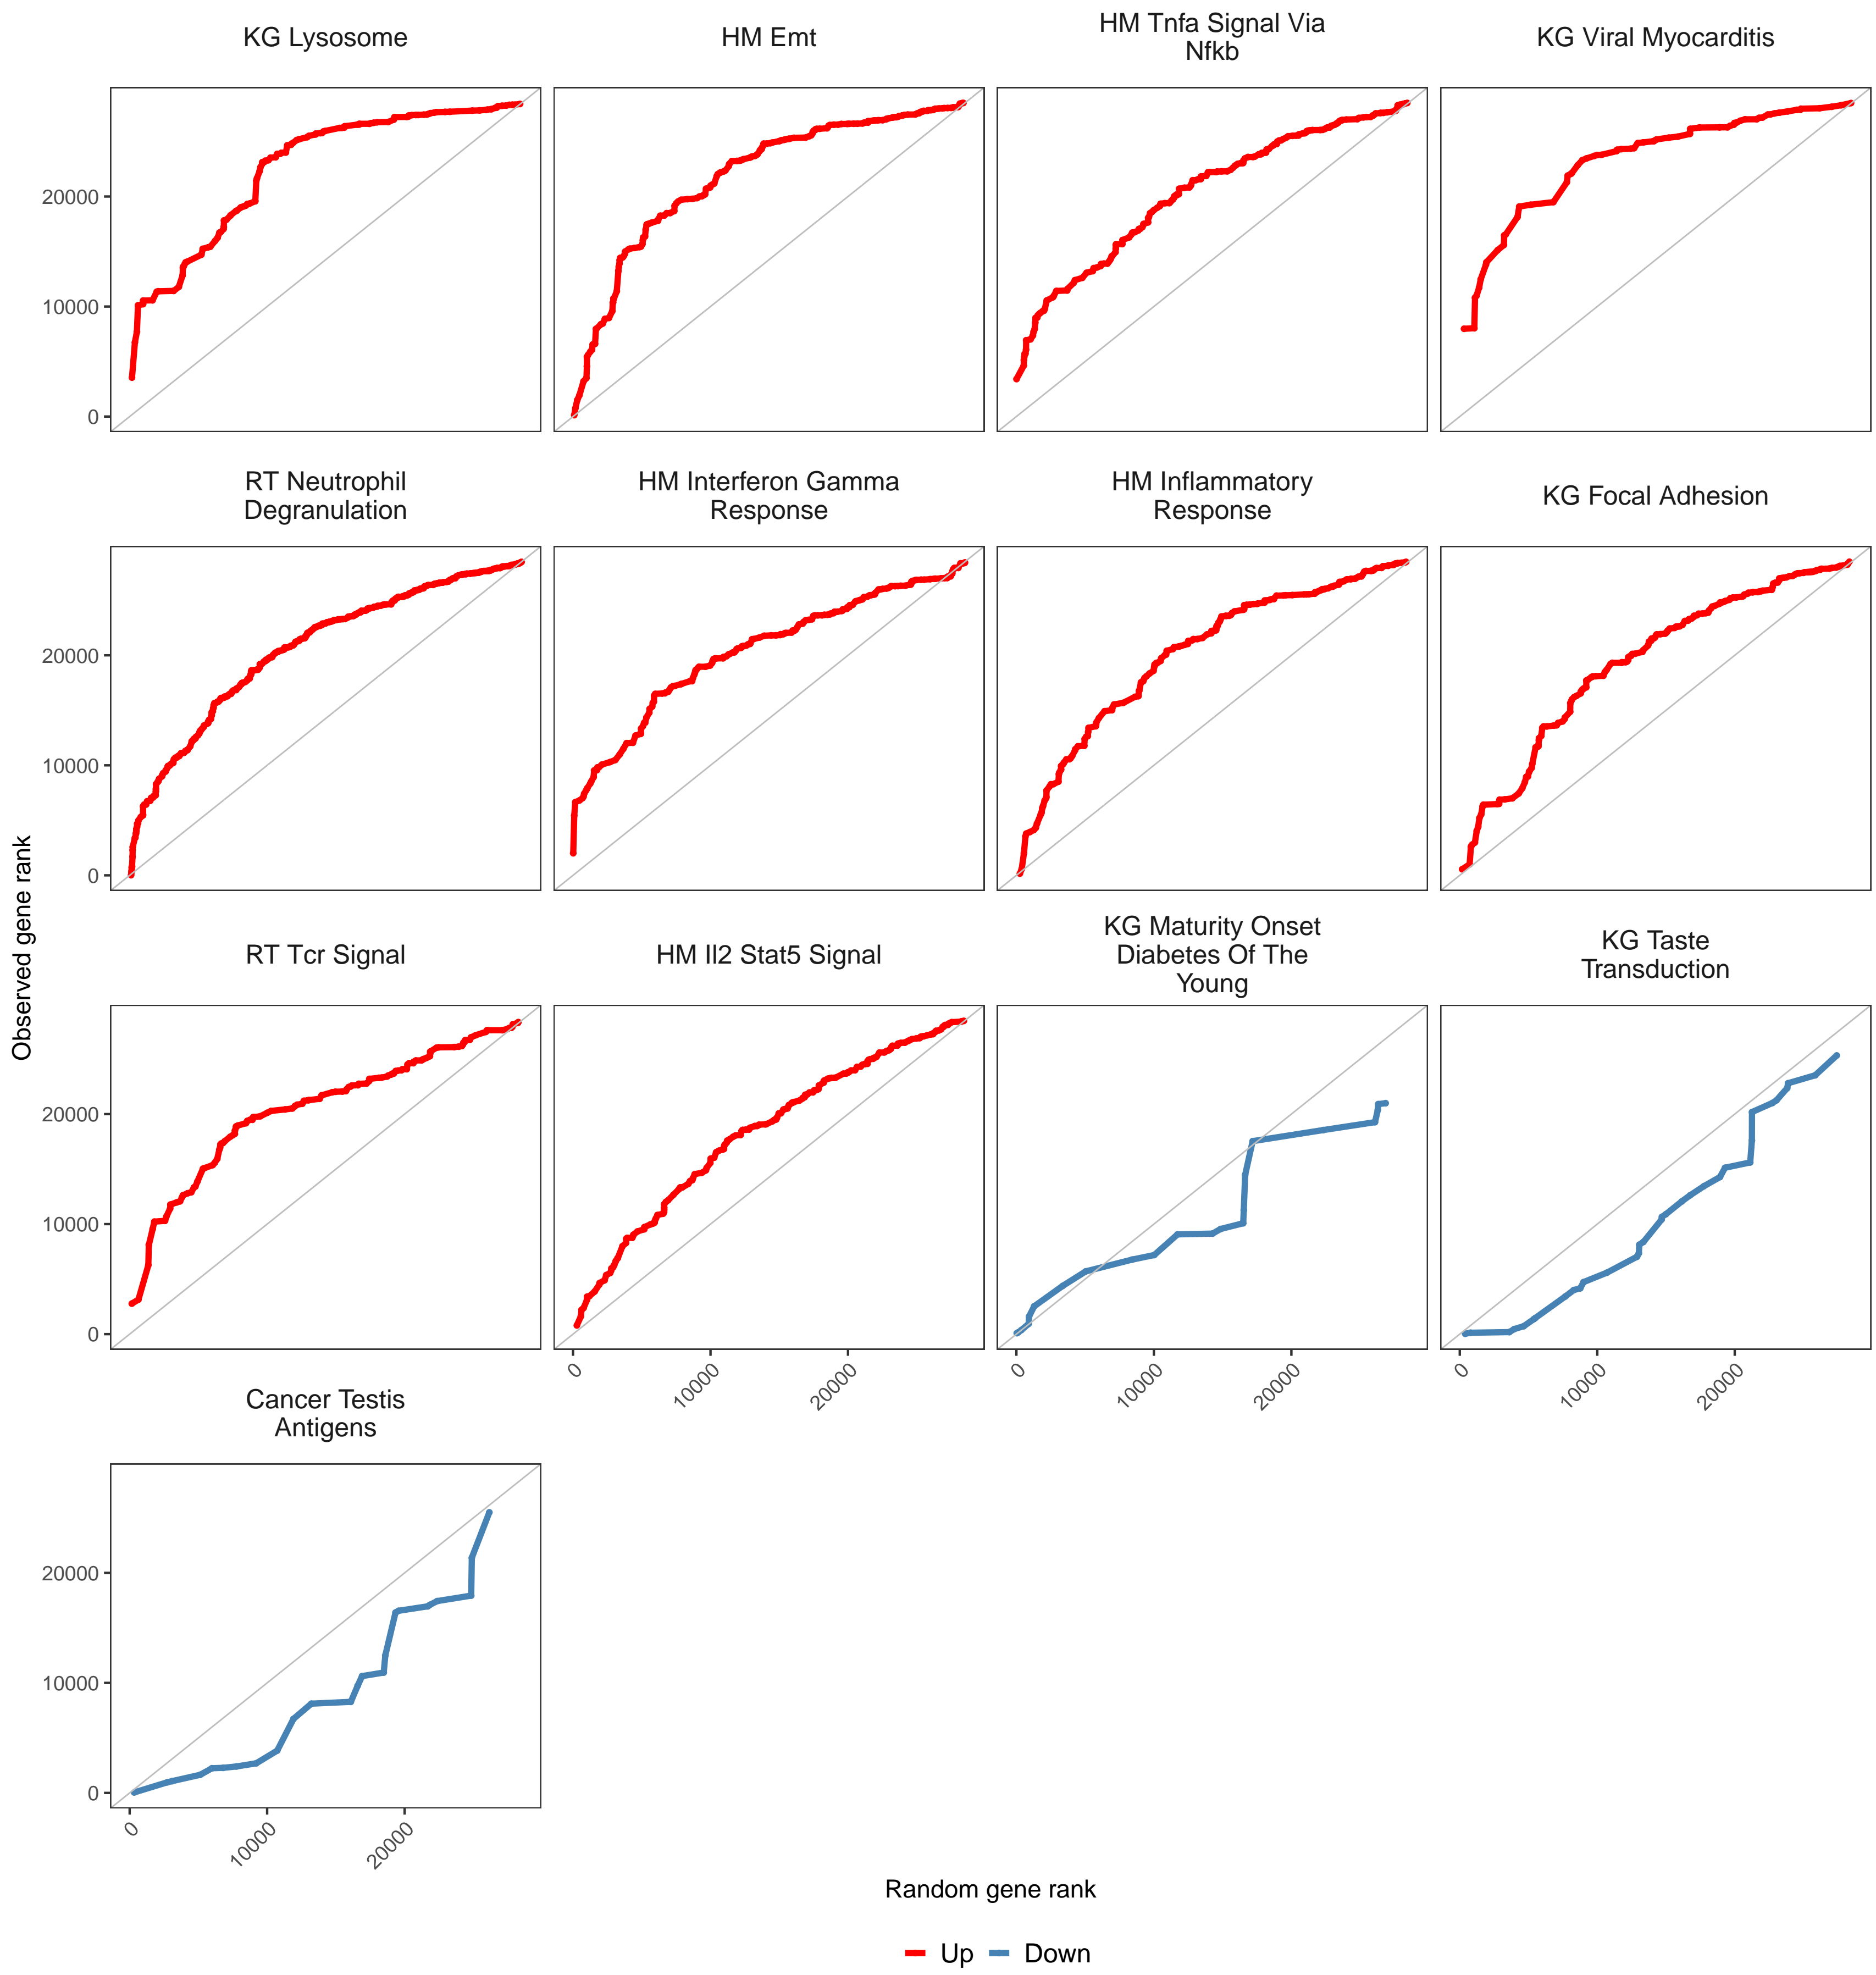 KG Lysosome
HM Emt
HM Tnfa Signal Via
Nfkb
KG Viral Myocarditis
20000
10000
0
RT Neutrophil
Degranulation
HM Interferon Gamma
Response
HM Inflammatory
Response
KG Focal Adhesion
20000
10000
0
Observed gene rank
RT Tcr Signal
HM Il2 Stat5 Signal
KG Maturity Onset
Diabetes Of The
Young
KG Taste
Transduction
20000
10000
0
0
10000
20000
0
10000
20000
0
10000
20000
Cancer Testis
Antigens
20000
10000
0
0
10000
20000
Random gene rank
Up
Down